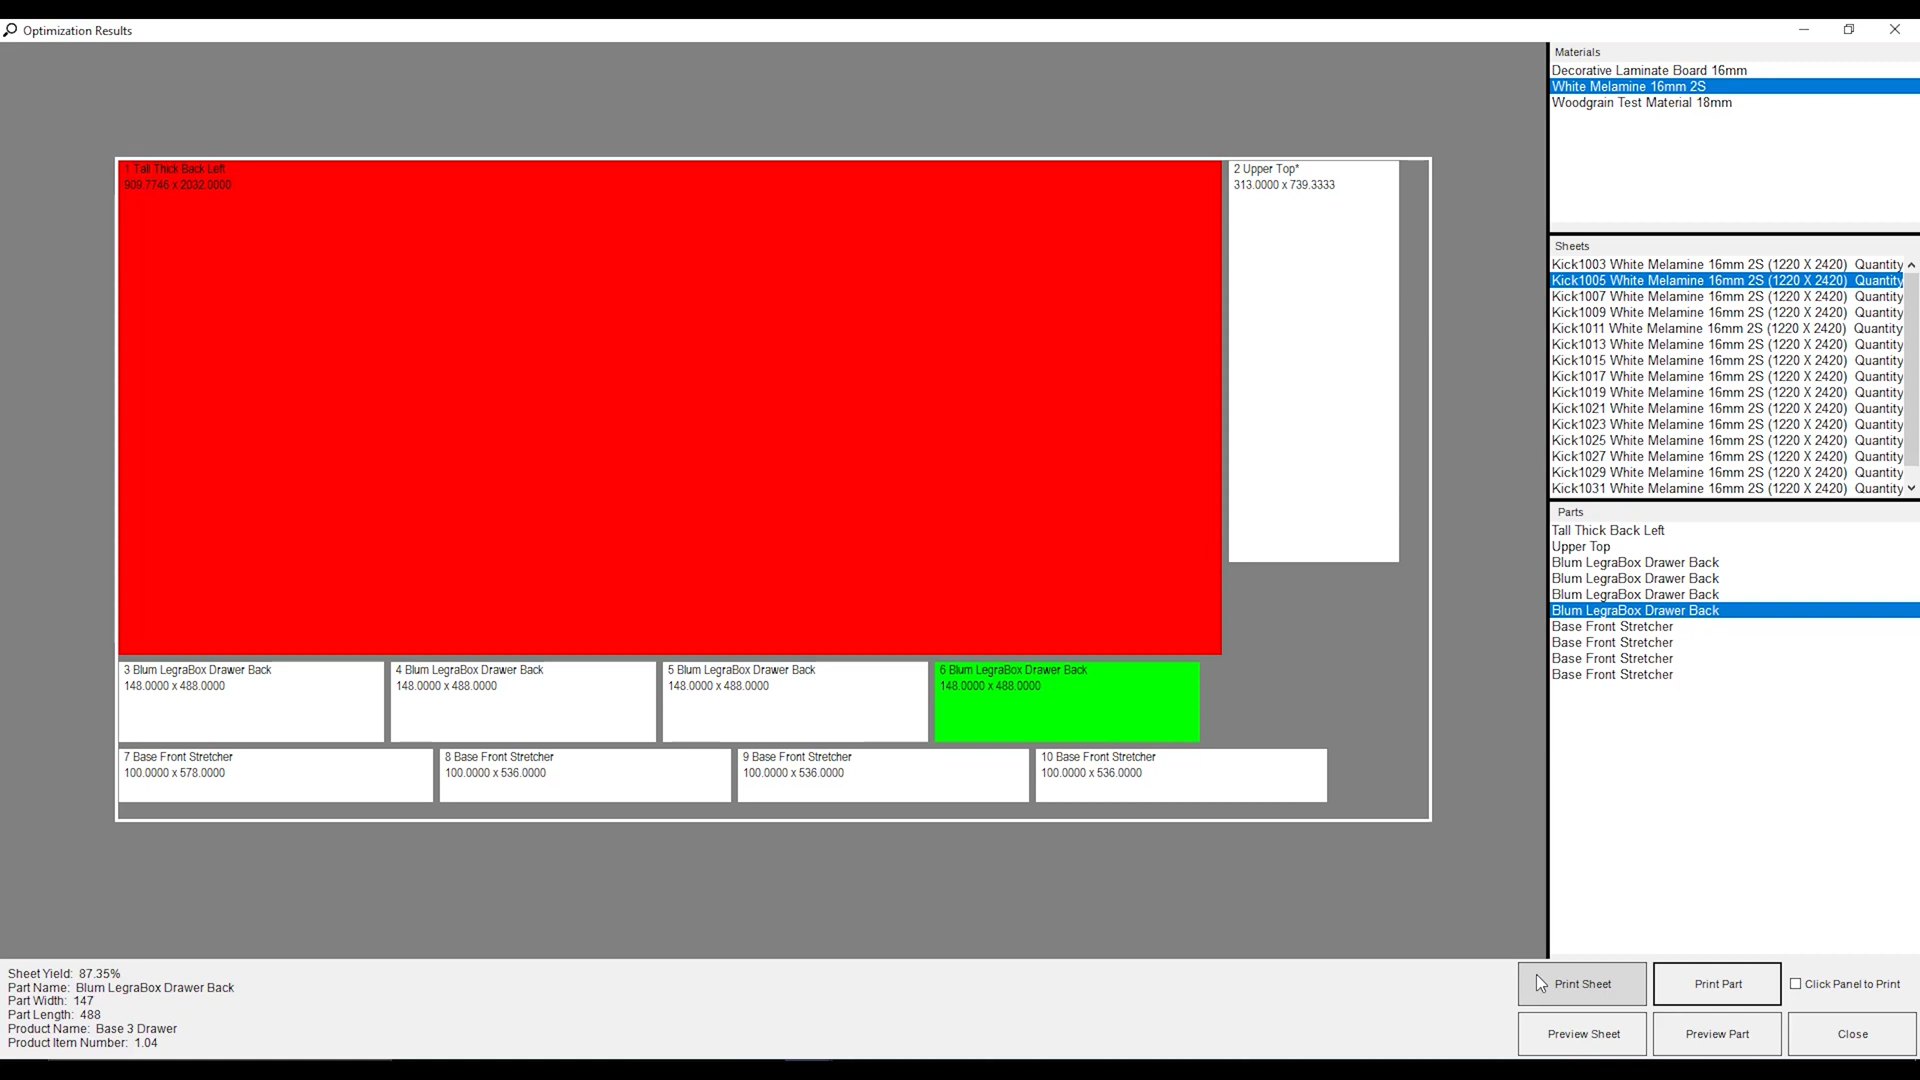 Optimization Results
1 Tall Thick Back Left
909.7746 x 2032.0000
2 Upper Top*
313.0000 x 739.3333
3 Blum LegraBox Drawer Back
148.0000 x 488.0000
4 Blum LegraBox Drawer Back
148.0000 x 488.0000
5 Blum LegraBox Drawer Back
148.0000 x 488.0000
6 Blum LegraBox Drawer Back
148.0000 x 488.0000
7 Base Front Stretcher
100.0000 x 578.0000
8 Base Front Stretcher
100.0000 x 536.0000
9 Base Front Stretcher
100.0000 x 536.0000
10 Base Front Stretcher
100.0000 x 536.0000
Materials
Decorative Laminate Board 16mm
White Melamine 16mm 2S
Woodgrain Test Material 18mm
Sheets
Kick1003 White Melamine 16mm 2S (1220 X 2420) Quantity
Kick1005 White Melamine 16mm 2S (1220 X 2420) Quantity
Kick1007 White Melamine 16mm 2S (1220 X 2420) Quantity
Kick1009 White Melamine 16mm 2S (1220 X 2420) Quantity
Kick1011 White Melamine 16mm 2S (1220 X 2420) Quantity
Kick1013 White Melamine 16mm 2S (1220 X 2420) Quantity
Kick1015 White Melamine 16mm 2S (1220 X 2420) Quantity
Kick1017 White Melamine 16mm 2S (1220 X 2420) Quantity
Kick1019 White Melamine 16mm 2S (1220 X 2420) Quantity
Kick1021 White Melamine 16mm 2S (1220 X 2420) Quantity
Kick1023 White Melamine 16mm 2S (1220 X 2420) Quantity
Kick1025 White Melamine 16mm 2S (1220 X 2420) Quantity
Kick1027 White Melamine 16mm 2S (1220 X 2420) Quantity
Kick1029 White Melamine 16mm 2S (1220 X 2420) Quantity
Kick1031 White Melamine 16mm 2S (1220 X 2420) Quantity
Parts
Tall Thick Back Left
Upper Top
Blum LegraBox Drawer Back
Blum LegraBox Drawer Back
Blum LegraBox Drawer Back
Blum LegraBox Drawer Back
Base Front Stretcher
Base Front Stretcher
Base Front Stretcher
Base Front Stretcher
Sheet Yield: 87.35%
Part Name: Blum LegraBox Drawer Back
Part Width: 147
Part Length: 488
Product Name: Base 3 Drawer
Product Item Number: 1.04
Print Sheet
Print Part
Click Panel to Print
Preview Sheet
Preview Part
Close